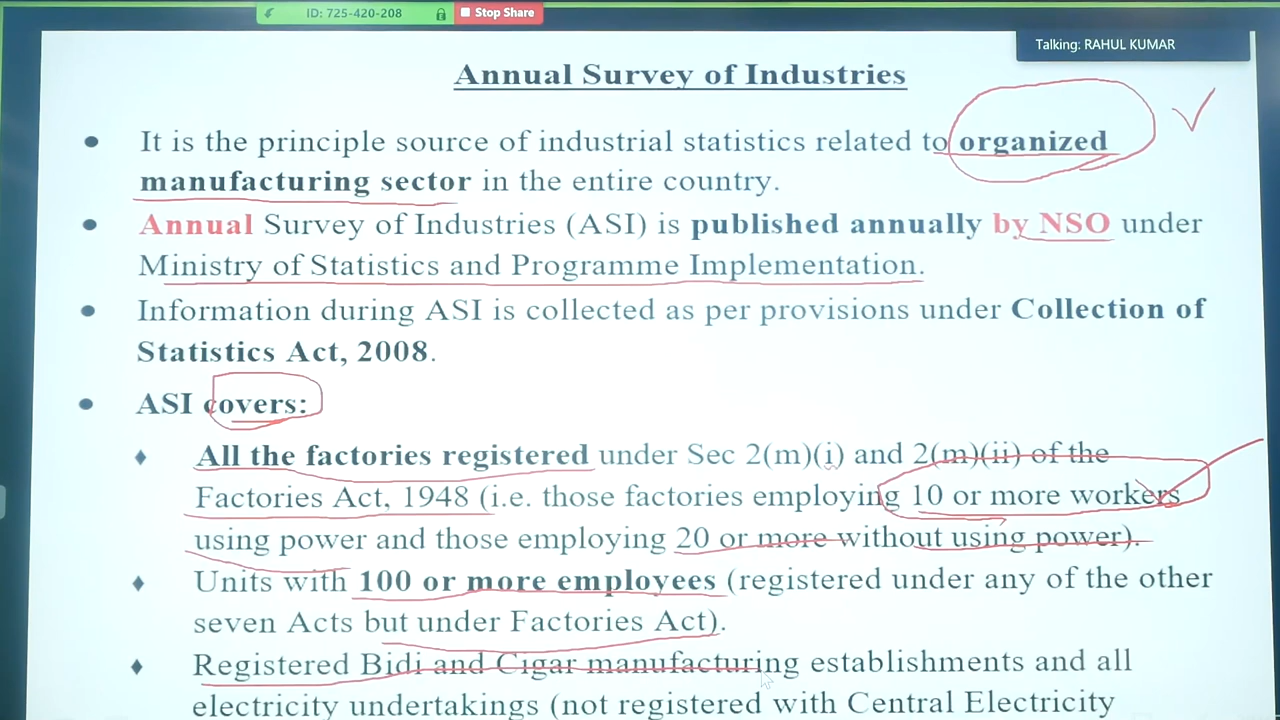 ID: 725-420-208
Stop Share
Talking: RAHUL KUMAR
Annual Survey of Industries
• It is the principle source of industrial statistics related to organized
manufacturing sector in the entire country.
• Annual Survey of Industries (ASI) is published annually by NSO under
Ministry of Statistics and Programme Implementation.
• Information during ASI is collected as per provisions under Collection of
Statistics Act, 2008.
• ASI covers:
♦ All the factories registered under Sec 2(m)(i) and 2(m)(ii) of the
Factories Act, 1948 (i.e. those factories employing 10 or more workers
using power and those employing 20 or more without using power).
♦ Units with 100 or more employees (registered under any of the other
seven Acts but under Factories Act).
♦ Registered Bidi and Cigar manufacturing establishments and all
electricity undertakings (not registered with Central Electricity